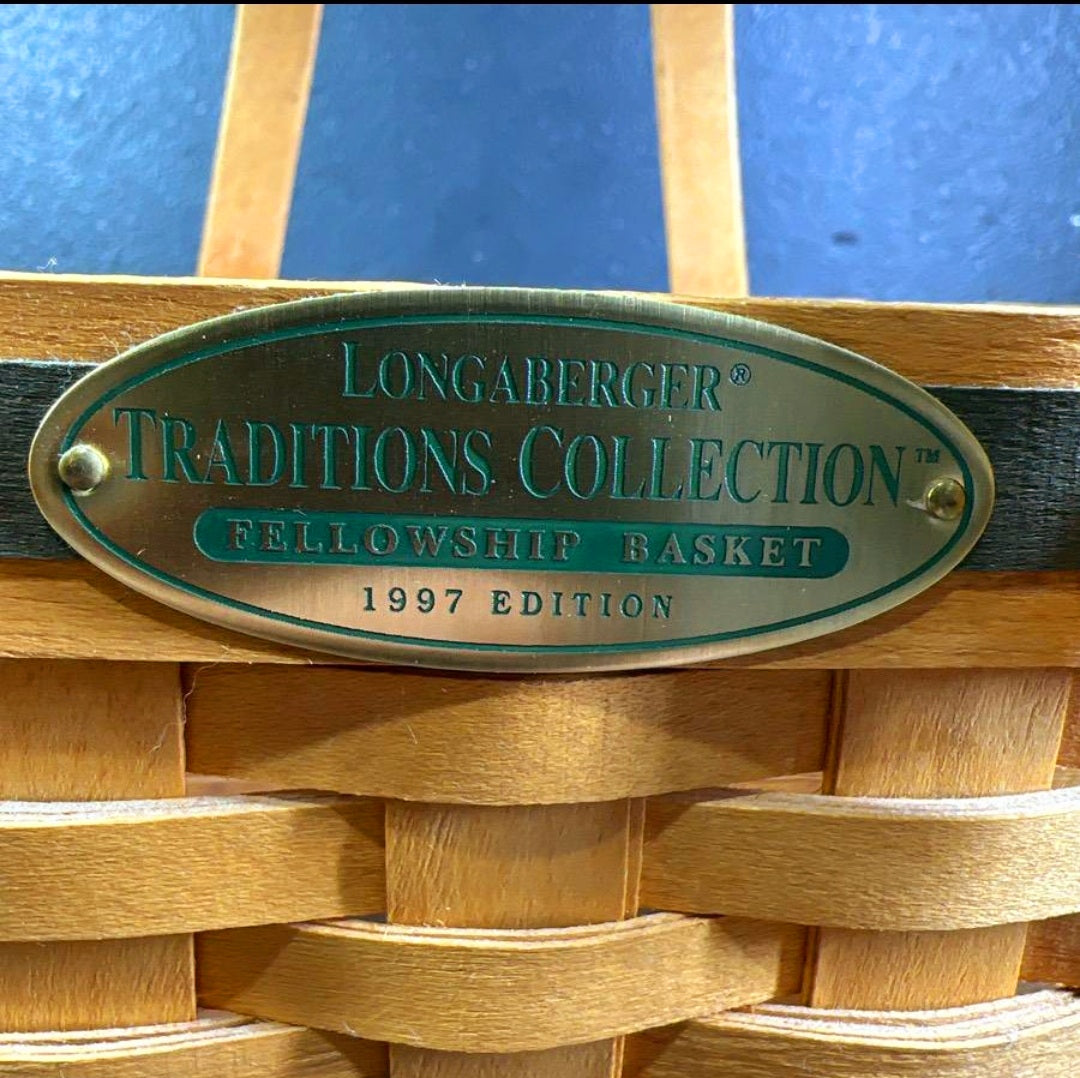 LONGABERGER®
TRADITIONS COLLECTION™
FELLOWSHIP BASKET
1997 EDITION